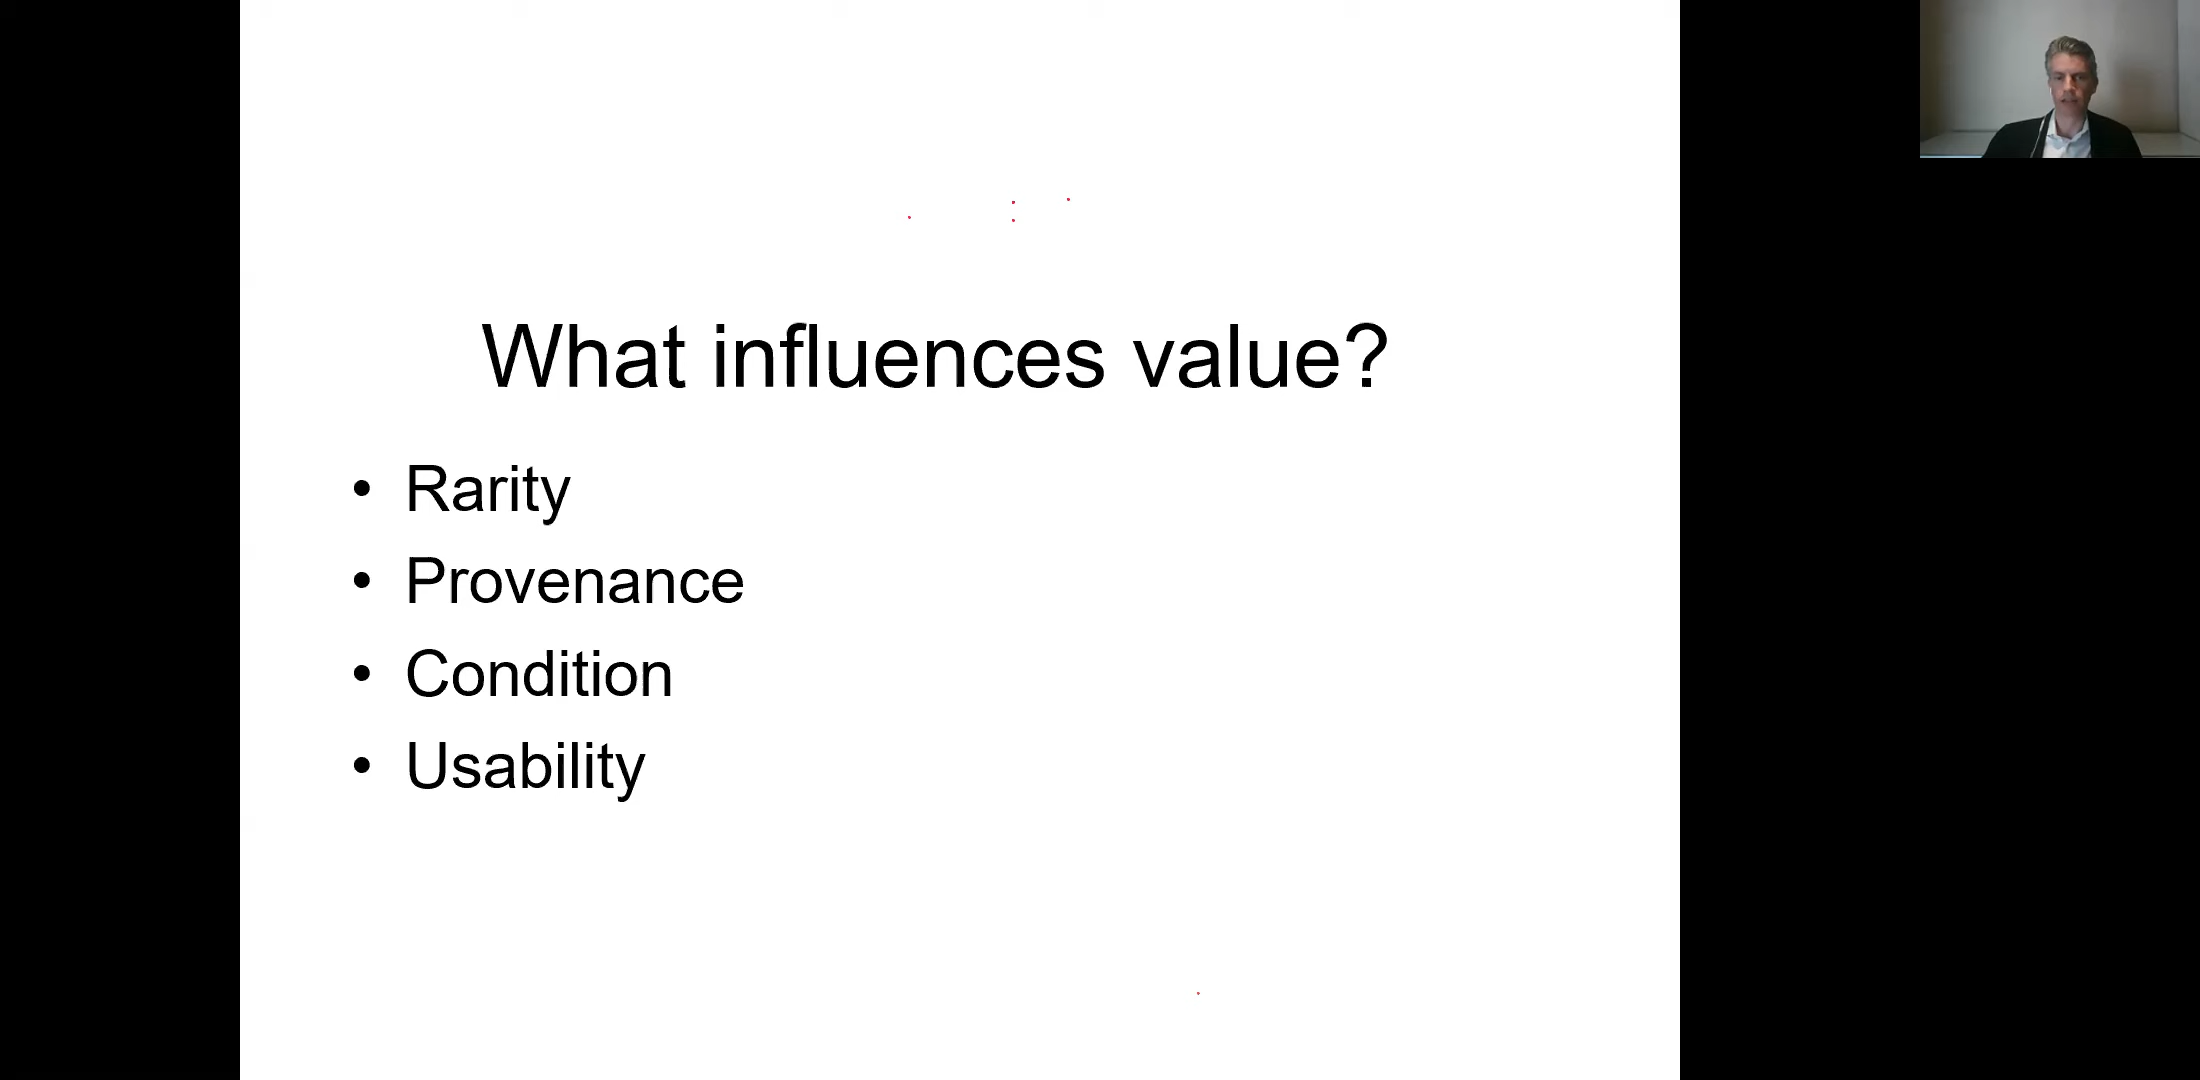 What influences value?
• Rarity
• Provenance
• Condition
• Usability